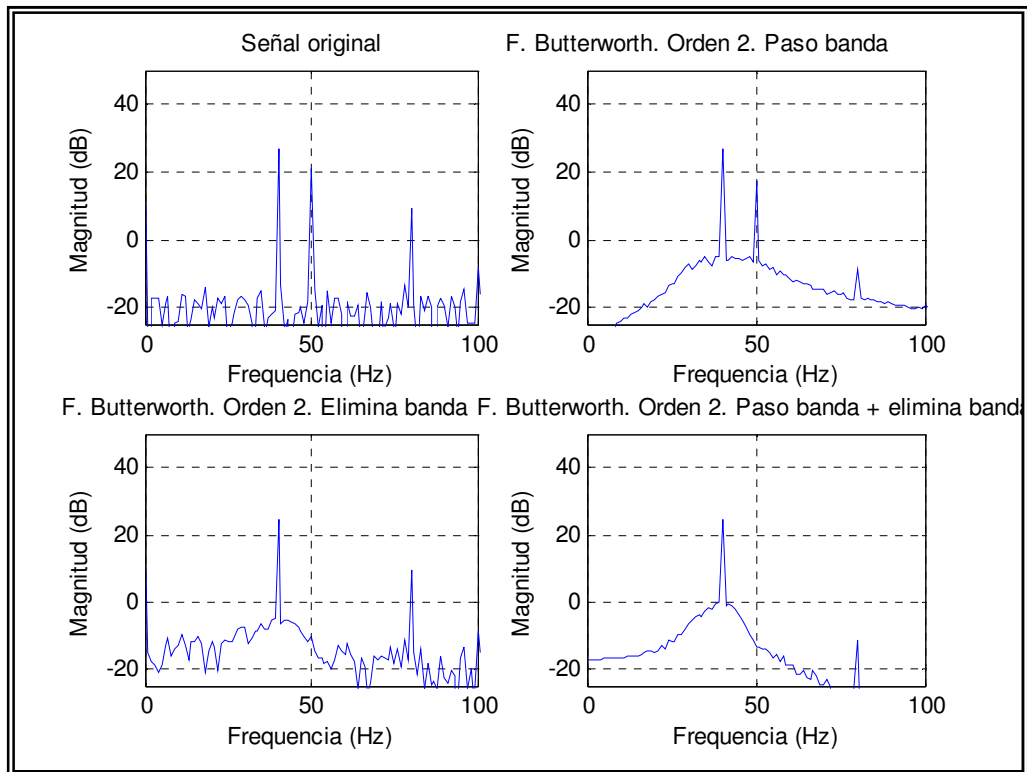 Señal original
F. Butterworth. Orden 2. Paso banda
40
20
0
-20
Magnitud (dB)
0
50
100
Frequencia (Hz)
40
20
0
-20
Magnitud (dB)
0
50
100
Frequencia (Hz)
F. Butterworth. Orden 2. Elimina banda
F. Butterworth. Orden 2. Paso banda + elimina banda
40
20
0
-20
Magnitud (dB)
0
50
100
Frequencia (Hz)
40
20
0
-20
Magnitud (dB)
0
50
100
Frequencia (Hz)